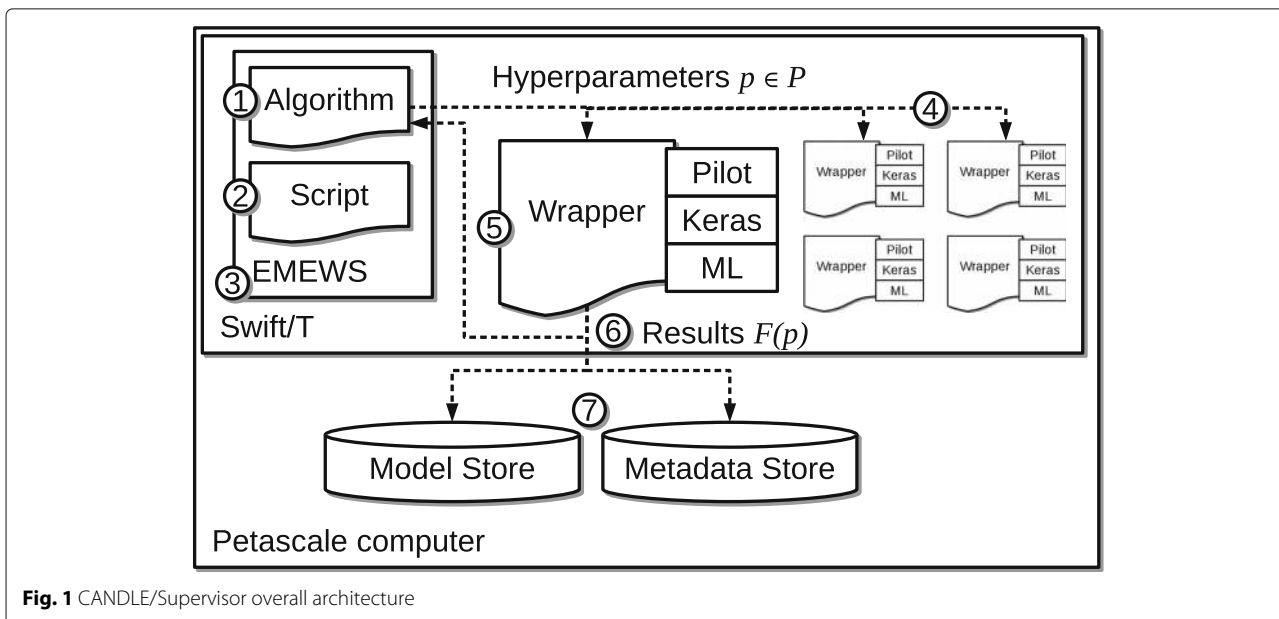 Hyperparameters p ∈ P
① Algorithm
② Script
③ EMEWS
Swift/T
④
⑤ Wrapper
Pilot
Keras
ML
Wrapper
Pilot
Keras
ML
Wrapper
Pilot
Keras
ML
Wrapper
Pilot
Keras
ML
Wrapper
Pilot
Keras
ML
⑥ Results F(p)
⑦
Model Store
Metadata Store
Petascale computer
Fig. 1 CANDLE/Supervisor overall architecture